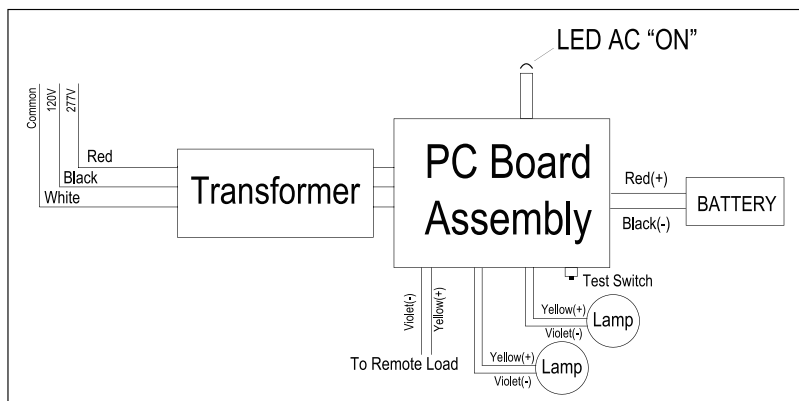 LED AC “ON”
Common
120V
277V
Red
Black
White
Transformer
PC Board
Assembly
Red(+)
Black(-)
BATTERY
Test Switch
Violet(-)
Yellow(+)
To Remote Load
Yellow(+)
Violet(-)
Lamp
Yellow(+)
Violet(-)
Lamp